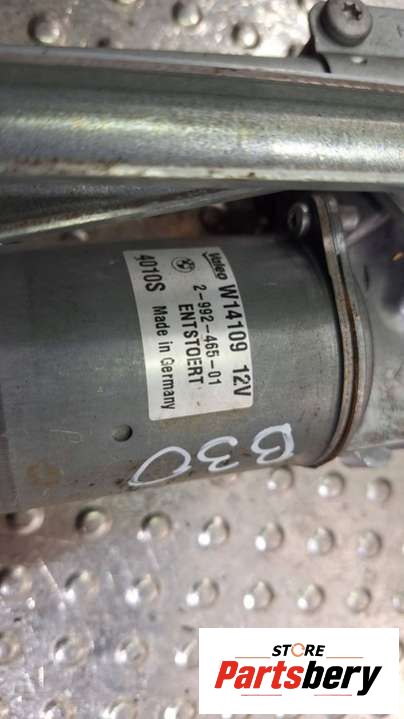 Valeo W14109 12V
2-992-465-01
ENTSTOERT
4010S Made in Germany
B30
STORE
Partsbery